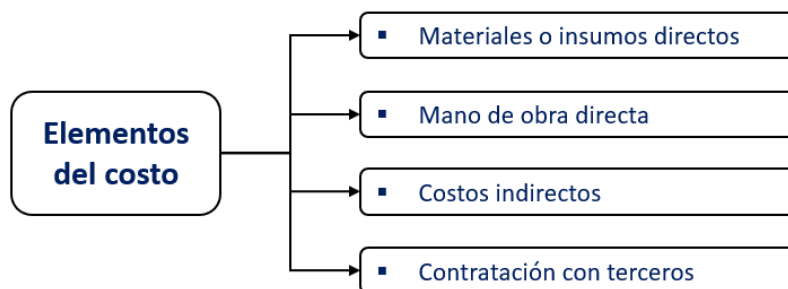 Elementos
del costo
▪ Materiales o insumos directos
▪ Mano de obra directa
▪ Costos indirectos
▪ Contratación con terceros